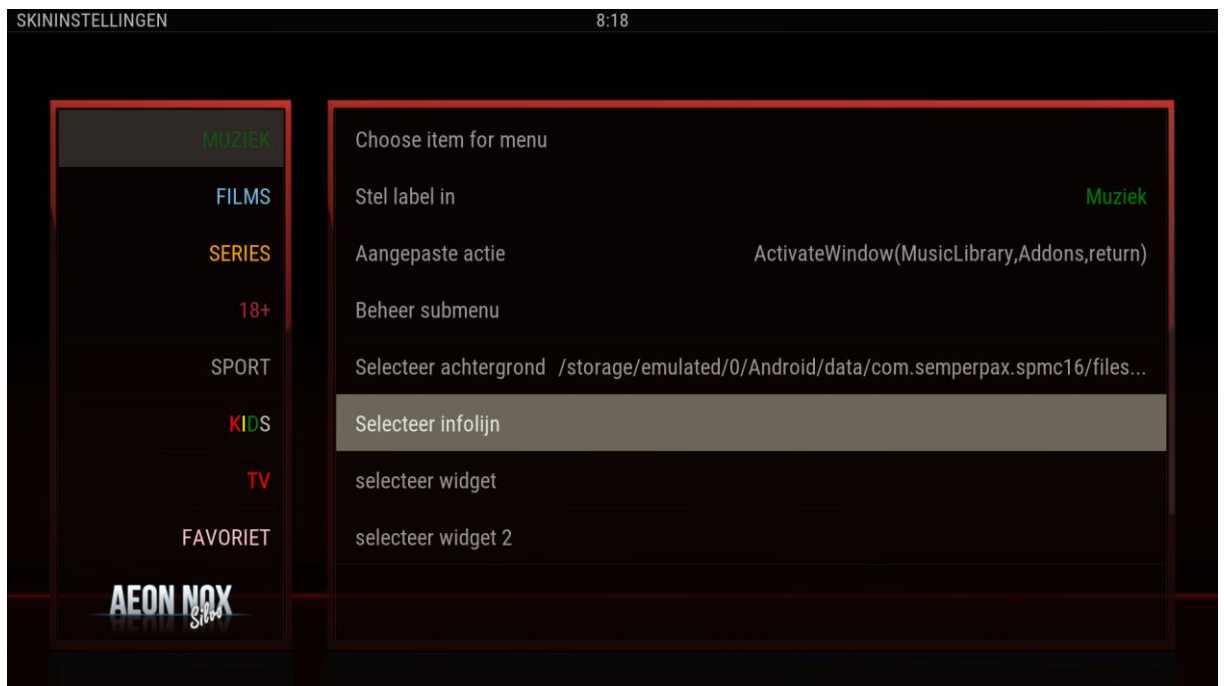 SKININSTELLINGEN 8:18
MUZIEK
FILMS
SERIES
18+
SPORT
KIDS
TV
FAVORIET
AEON NOX
Silvo
Choose item for menu
Stel label in Muziek
Aangepaste actie ActivateWindow(MusicLibrary,Addons,return)
Beheer submenu
Selecteer achtergrond /storage/emulated/0/Android/data/com.semperpax.spmc16/files...
Selecteer infolijn
selecteer widget
selecteer widget 2